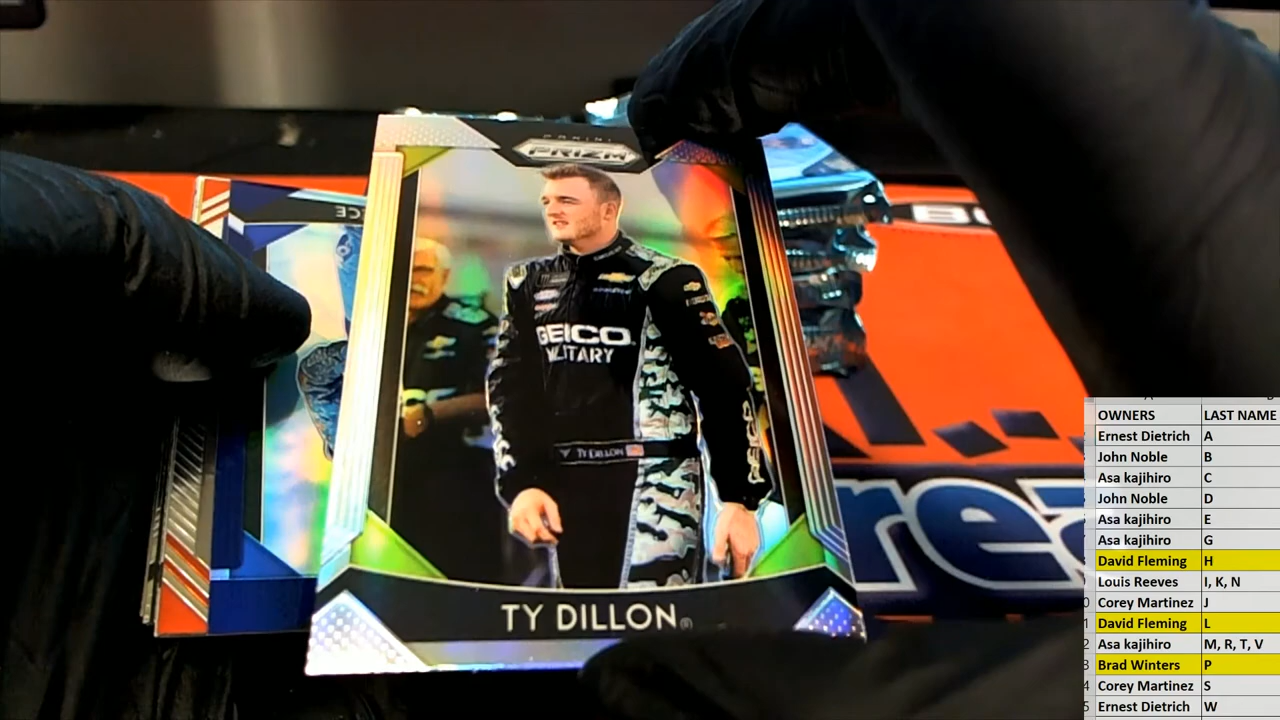 PANINI
PRIZM
GEICO
MILITARY
TY DILLON
GEICO
TY DILLON
OWNERS LAST NAME
Ernest Dietrich A
John Noble B
Asa kajihiro C
John Noble D
Asa kajihiro E
Asa kajihiro G
David Fleming H
Louis Reeves I, K, N
Corey Martinez J
David Fleming L
Asa kajihiro M, R, T, V
Brad Winters P
Corey Martinez S
Ernest Dietrich W